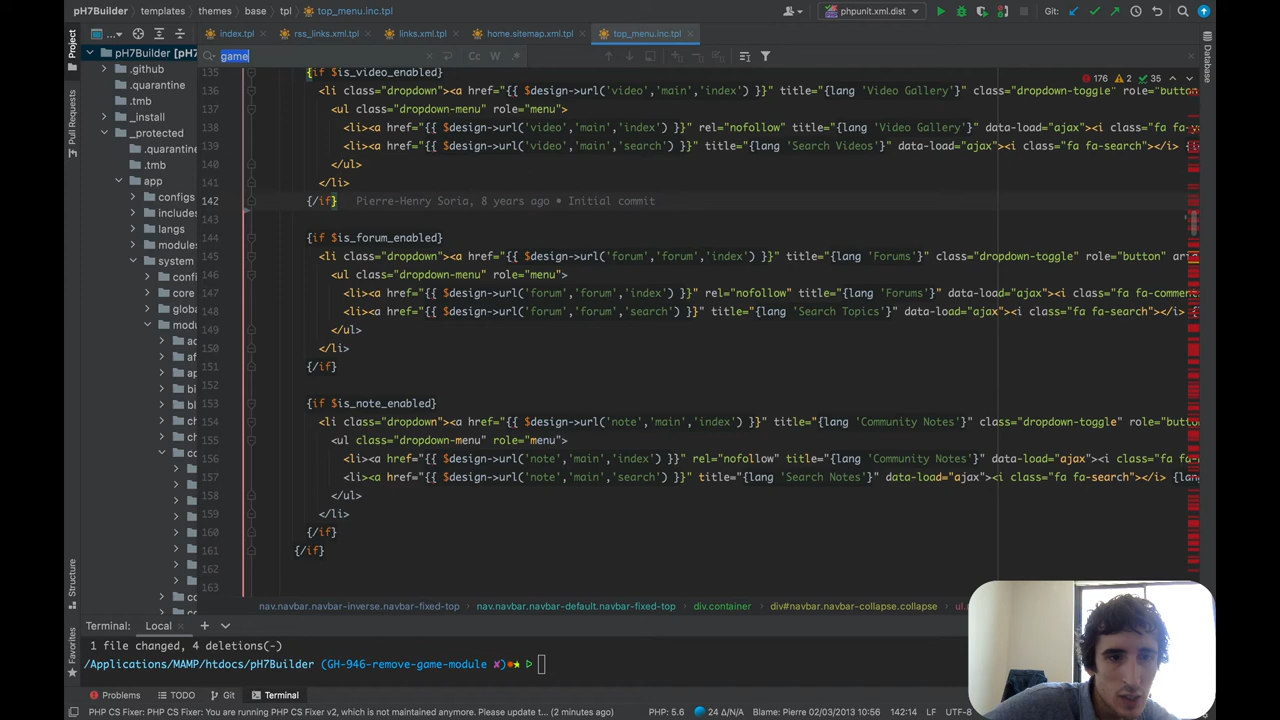 pH7Builder
templates
themes
base
tpl
top_menu.inc.tpl
phpunit.xml.dist
Git:
index.tpl
rss_links.xml.tpl
links.xml.tpl
home.sitemap.xml.tpl
top_menu.inc.tpl
Project
Pull Requests
Structure
Favorites
Database
pH7Builder [pH7
.github
.quarantine
.tmb
_install
_protected
.quarantine
.tmb
app
configs
includes
langs
modules
system
confi
core
globa
modu
ac
af
ap
bi
bl
ch
cr
co
game
Cc W
176 2 35
135 {if $is_video_enabled}
136 <li class="dropdown"><a href="{{ $design->url('video','main','index') }}" title="{lang 'Video Gallery'}" class="dropdown-toggle" role="button
137 <ul class="dropdown-menu" role="menu">
138 <li><a href="{{ $design->url('video','main','index') }}" rel="nofollow" title="{lang 'Video Gallery'}" data-load="ajax"><i class="fa fa-y
139 <li><a href="{{ $design->url('video','main','search') }}" title="{lang 'Search Videos'}" data-load="ajax"><i class="fa fa-search"></i> {la
140 </ul>
141 </li>
142 {/if} Pierre-Henry Soria, 8 years ago • Initial commit
143
144 {if $is_forum_enabled}
145 <li class="dropdown"><a href="{{ $design->url('forum','forum','index') }}" title="{lang 'Forums'}" class="dropdown-toggle" role="button" aria
146 <ul class="dropdown-menu" role="menu">
147 <li><a href="{{ $design->url('forum','forum','index') }}" rel="nofollow" title="{lang 'Forums'}" data-load="ajax"><i class="fa fa-comment
148 <li><a href="{{ $design->url('forum','forum','search') }}" title="{lang 'Search Topics'}" data-load="ajax"><i class="fa fa-search"></i> {
149 </ul>
150 </li>
151 {/if}
152
153 {if $is_note_enabled}
154 <li class="dropdown"><a href="{{ $design->url('note','main','index') }}" title="{lang 'Community Notes'}" class="dropdown-toggle" role="butto
155 <ul class="dropdown-menu" role="menu">
156 <li><a href="{{ $design->url('note','main','index') }}" rel="nofollow" title="{lang 'Community Notes'}" data-load="ajax"><i class="fa fa-
157 <li><a href="{{ $design->url('note','main','search') }}" title="{lang 'Search Notes'}" data-load="ajax"><i class="fa fa-search"></i> {lang
158 </ul>
159 </li>
160 {/if}
161 {/if}
162
163
nav.navbar.navbar-inverse.navbar-fixed-top
nav.navbar.navbar-default.navbar-fixed-top
div.container
div#navbar.navbar-collapse.collapse
ul.
Terminal: Local
1 file changed, 4 deletions(-)
/Applications/MAMP/htdocs/pH7Builder (GH-946-remove-game-module ✘)
Problems TODO Git Terminal
PHP CS Fixer: PHP CS Fixer: You are running PHP CS Fixer v2, which is not maintained anymore. Please update t... (2 minutes ago)
PHP: 5.6 24 Δ/N/A Blame: Pierre 02/03/2013 10:56 142:14 LF UTF-8